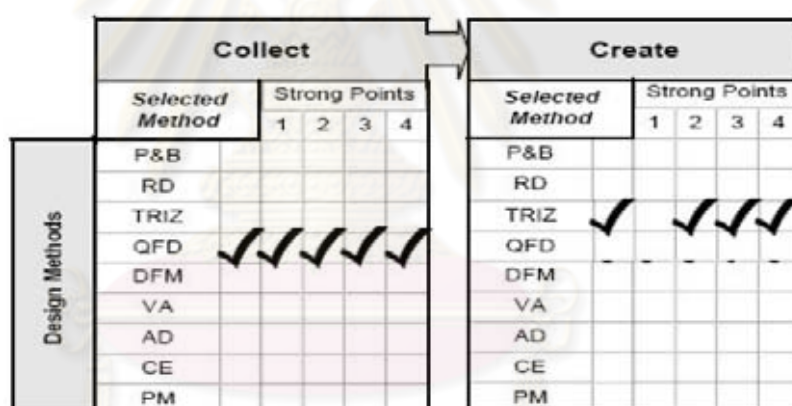 Collect
Selected Method
Strong Points
1 2 3 4
Design Methods
P&B
RD
TRIZ ✓
QFD ✓ ✓ ✓ ✓ ✓
DFM
VA
AD
CE
PM
Create
Selected Method
Strong Points
1 2 3 4
P&B
RD
TRIZ ✓ ✓ ✓ ✓
QFD
DFM
VA
AD
CE
PM